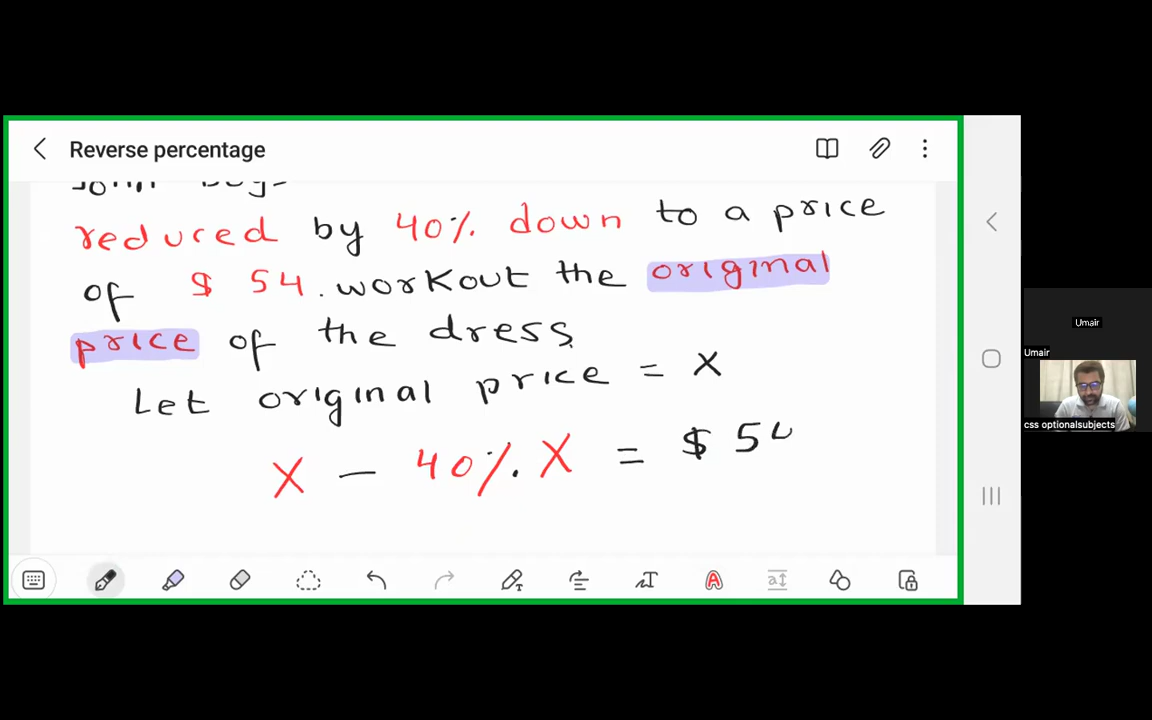 Reverse percentage
reduced by 40% down to a price
of $ 54. workout the original
price of the dress
Let original price = x
x - 40% x = $ 54
Umair
Umair
css optionalsubjects